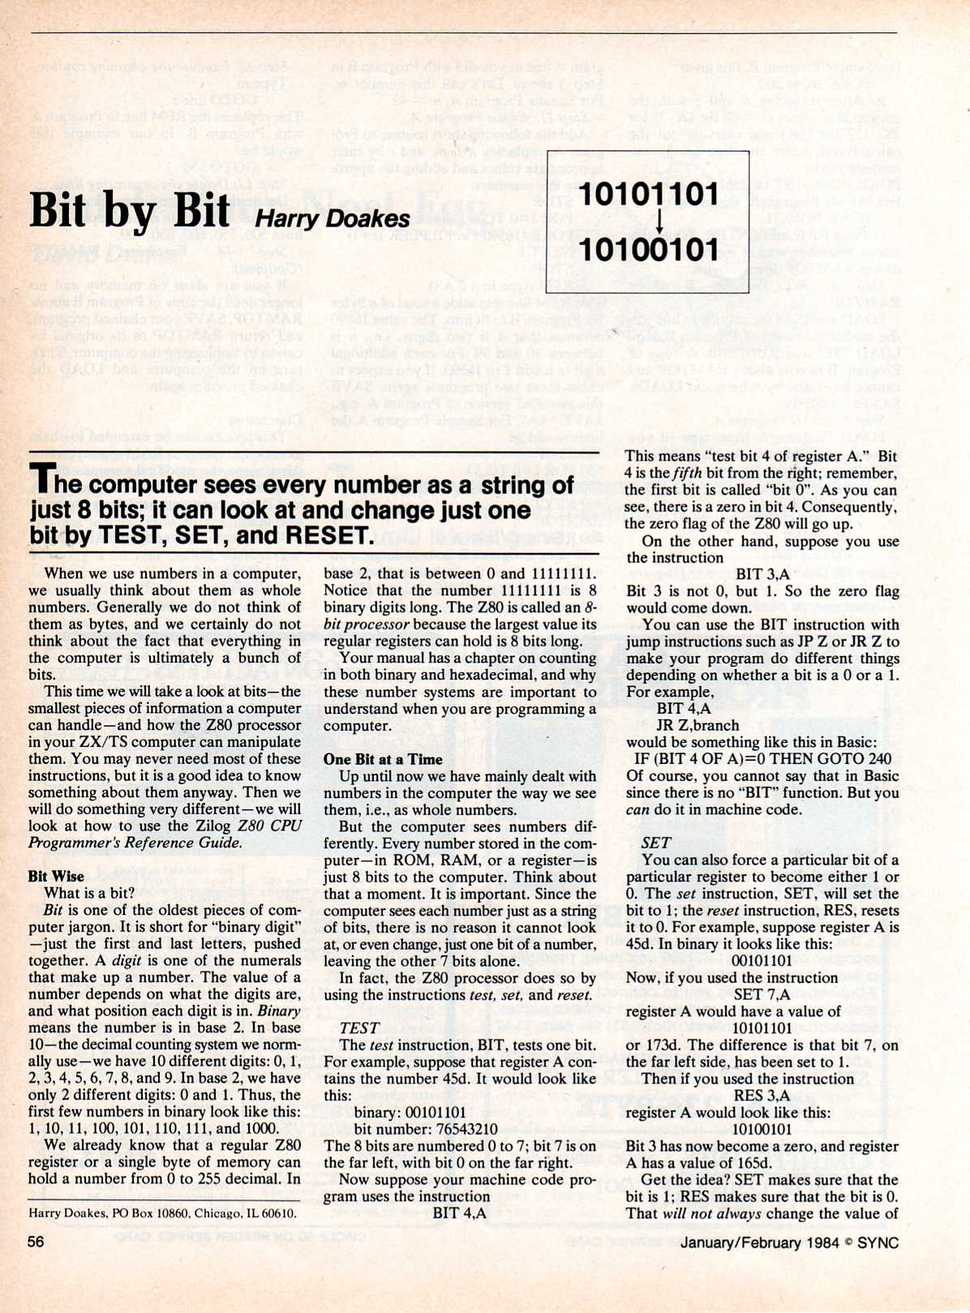 Bit by Bit Harry Doakes
10101101
↓
10100101
The computer sees every number as a string of
just 8 bits; it can look at and change just one
bit by TEST, SET, and RESET.
When we use numbers in a computer,
we usually think about them as whole
numbers. Generally we do not think of
them as bytes, and we certainly do not
think about the fact that everything in
the computer is ultimately a bunch of
bits.
This time we will take a look at bits—the
smallest pieces of information a computer
can handle—and how the Z80 processor
in your ZX/TS computer can manipulate
them. You may never need most of these
instructions, but it is a good idea to know
something about them anyway. Then we
will do something very different—we will
look at how to use the Zilog Z80 CPU
Programmer's Reference Guide.
Bit Wise
What is a bit?
Bit is one of the oldest pieces of com-
puter jargon. It is short for "binary digit"
—just the first and last letters, pushed
together. A digit is one of the numerals
that make up a number. The value of a
number depends on what the digits are,
and what position each digit is in. Binary
means the number is in base 2. In base
10—the decimal counting system we norm-
ally use—we have 10 different digits: 0, 1,
2, 3, 4, 5, 6, 7, 8, and 9. In base 2, we have
only 2 different digits: 0 and 1. Thus, the
first few numbers in binary look like this:
1, 10, 11, 100, 101, 110, 111, and 1000.
We already know that a regular Z80
register or a single byte of memory can
hold a number from 0 to 255 decimal. In
Harry Doakes, PO Box 10860, Chicago, IL 60610.
base 2, that is between 0 and 11111111.
Notice that the number 11111111 is 8
binary digits long. The Z80 is called an 8-
bit processor because the largest value its
regular registers can hold is 8 bits long.
Your manual has a chapter on counting
in both binary and hexadecimal, and why
these number systems are important to
understand when you are programming a
computer.
One Bit at a Time
Up until now we have mainly dealt with
numbers in the computer the way we see
them, i.e., as whole numbers.
But the computer sees numbers dif-
ferently. Every number stored in the com-
puter—in ROM, RAM, or a register—is
just 8 bits to the computer. Think about
that a moment. It is important. Since the
computer sees each number just as a string
of bits, there is no reason it cannot look
at, or even change, just one bit of a number,
leaving the other 7 bits alone.
In fact, the Z80 processor does so by
using the instructions test, set, and reset.
TEST
The test instruction, BIT, tests one bit.
For example, suppose that register A con-
tains the number 45d. It would look like
this:
binary: 00101101
bit number: 76543210
The 8 bits are numbered 0 to 7; bit 7 is on
the far left, with bit 0 on the far right.
Now suppose your machine code pro-
gram uses the instruction
BIT 4,A
This means "test bit 4 of register A." Bit
4 is the fifth bit from the right; remember,
the first bit is called "bit 0". As you can
see, there is a zero in bit 4. Consequently,
the zero flag of the Z80 will go up.
On the other hand, suppose you use
the instruction
BIT 3,A
Bit 3 is not 0, but 1. So the zero flag
would come down.
You can use the BIT instruction with
jump instructions such as JP Z or JR Z to
make your program do different things
depending on whether a bit is a 0 or a 1.
For example,
BIT 4,A
JR Z,branch
would be something like this in Basic:
IF (BIT 4 OF A)=0 THEN GOTO 240
Of course, you cannot say that in Basic
since there is no "BIT" function. But you
can do it in machine code.
SET
You can also force a particular bit of a
particular register to become either 1 or
0. The set instruction, SET, will set the
bit to 1; the reset instruction, RES, resets
it to 0. For example, suppose register A is
45d. In binary it looks like this:
00101101
Now, if you used the instruction
SET 7,A
register A would have a value of
10101101
or 173d. The difference is that bit 7, on
the far left side, has been set to 1.
Then if you used the instruction
RES 3,A
register A would look like this:
10100101
Bit 3 has now become a zero, and register
A has a value of 165d.
Get the idea? SET makes sure that the
bit is 1; RES makes sure that the bit is 0.
That will not always change the value of
56
January/February 1984 © SYNC